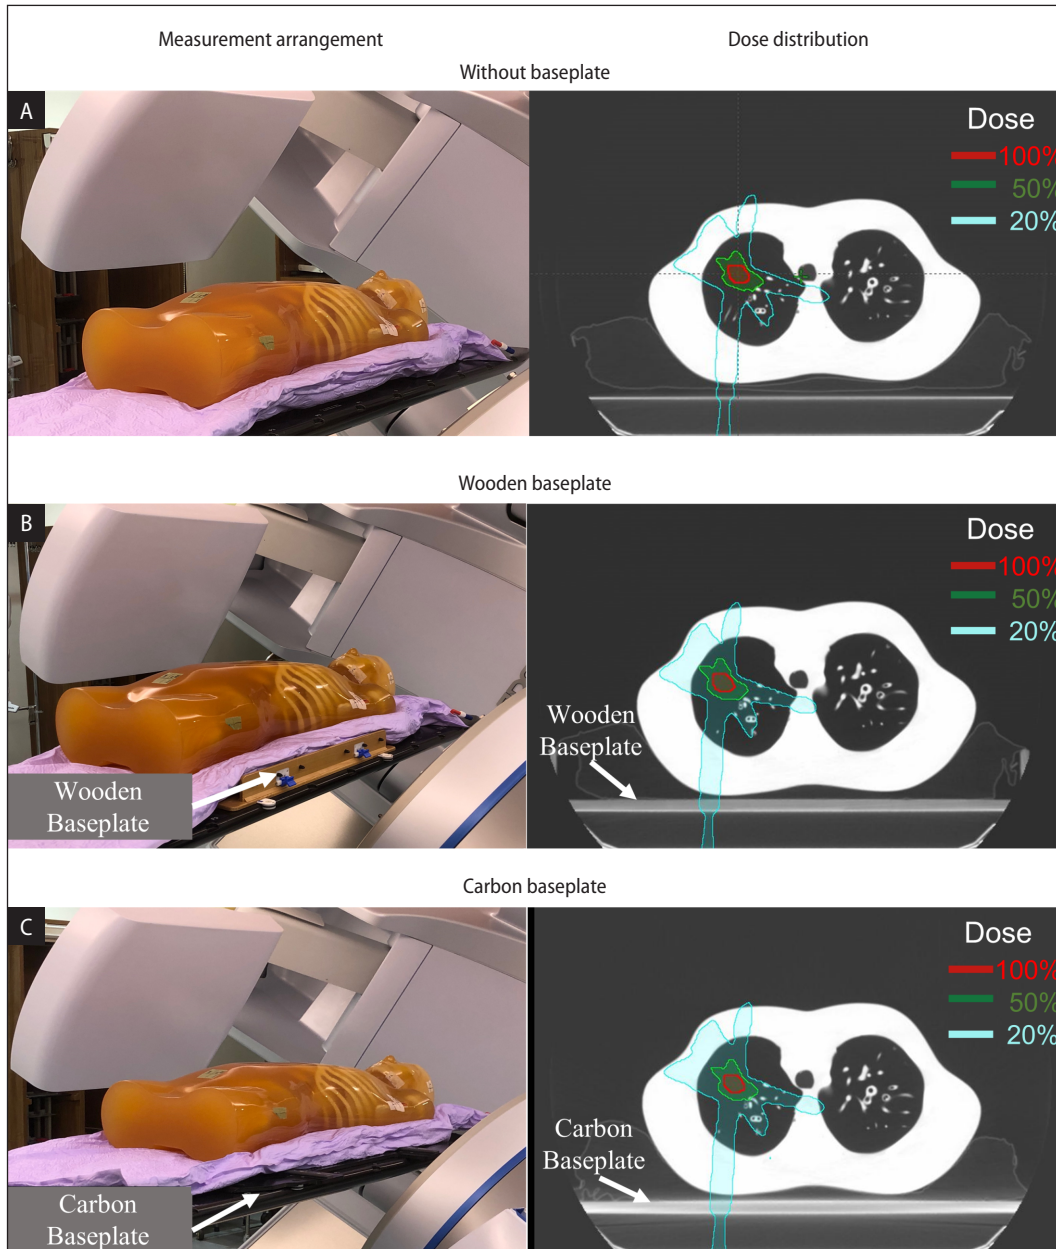 Measurement arrangement
Dose distribution
Without baseplate
A
Dose
100%
50%
20%
Wooden baseplate
B
Wooden
Baseplate
Dose
100%
50%
20%
Wooden
Baseplate
Carbon baseplate
C
Carbon
Baseplate
Dose
100%
50%
20%
Carbon
Baseplate